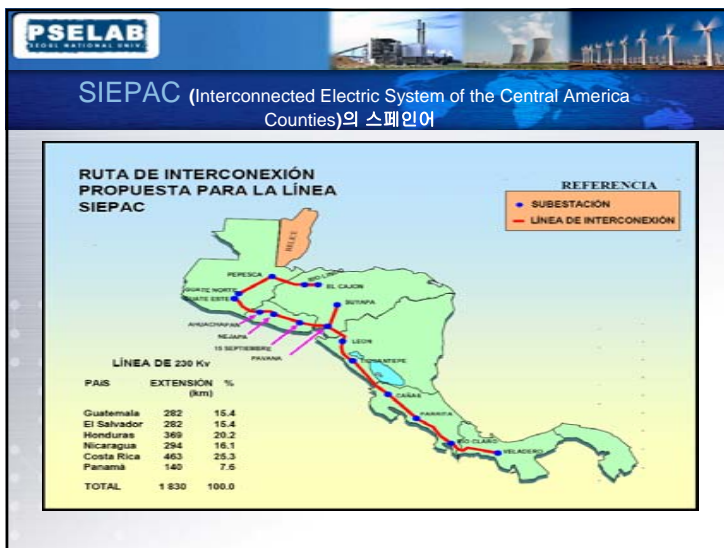 PSELAB
SEOUL NATIONAL UNIV.
SIEPAC (Interconnected Electric System of the Central America
Counties)의 스페인어
RUTA DE INTERCONEXIÓN
PROPUESTA PARA LA LÍNEA
SIEPAC
REFERENCIA
SUBESTACIÓN
LÍNEA DE INTERCONEXIÓN
BELICE
PEPESCA
RIO LINDO
EL CAJON
GUATE NORTE
GUATE ESTE
SUYAPA
AHUACHAPAN
NEJAPA
15 SEPTIEMBRE
PAVANA
LEON
TICUANTEPE
CAÑAS
PARRITA
RIO CLARO
VELADERO
LÍNEA DE 230 Kv
PAIS EXTENSIÓN %
(km)
Guatemala 282 15.4
El Salvador 282 15.4
Honduras 369 20.2
Nicaragua 294 16.1
Costa Rica 463 25.3
Panamá 140 7.6
TOTAL 1 830 100.0